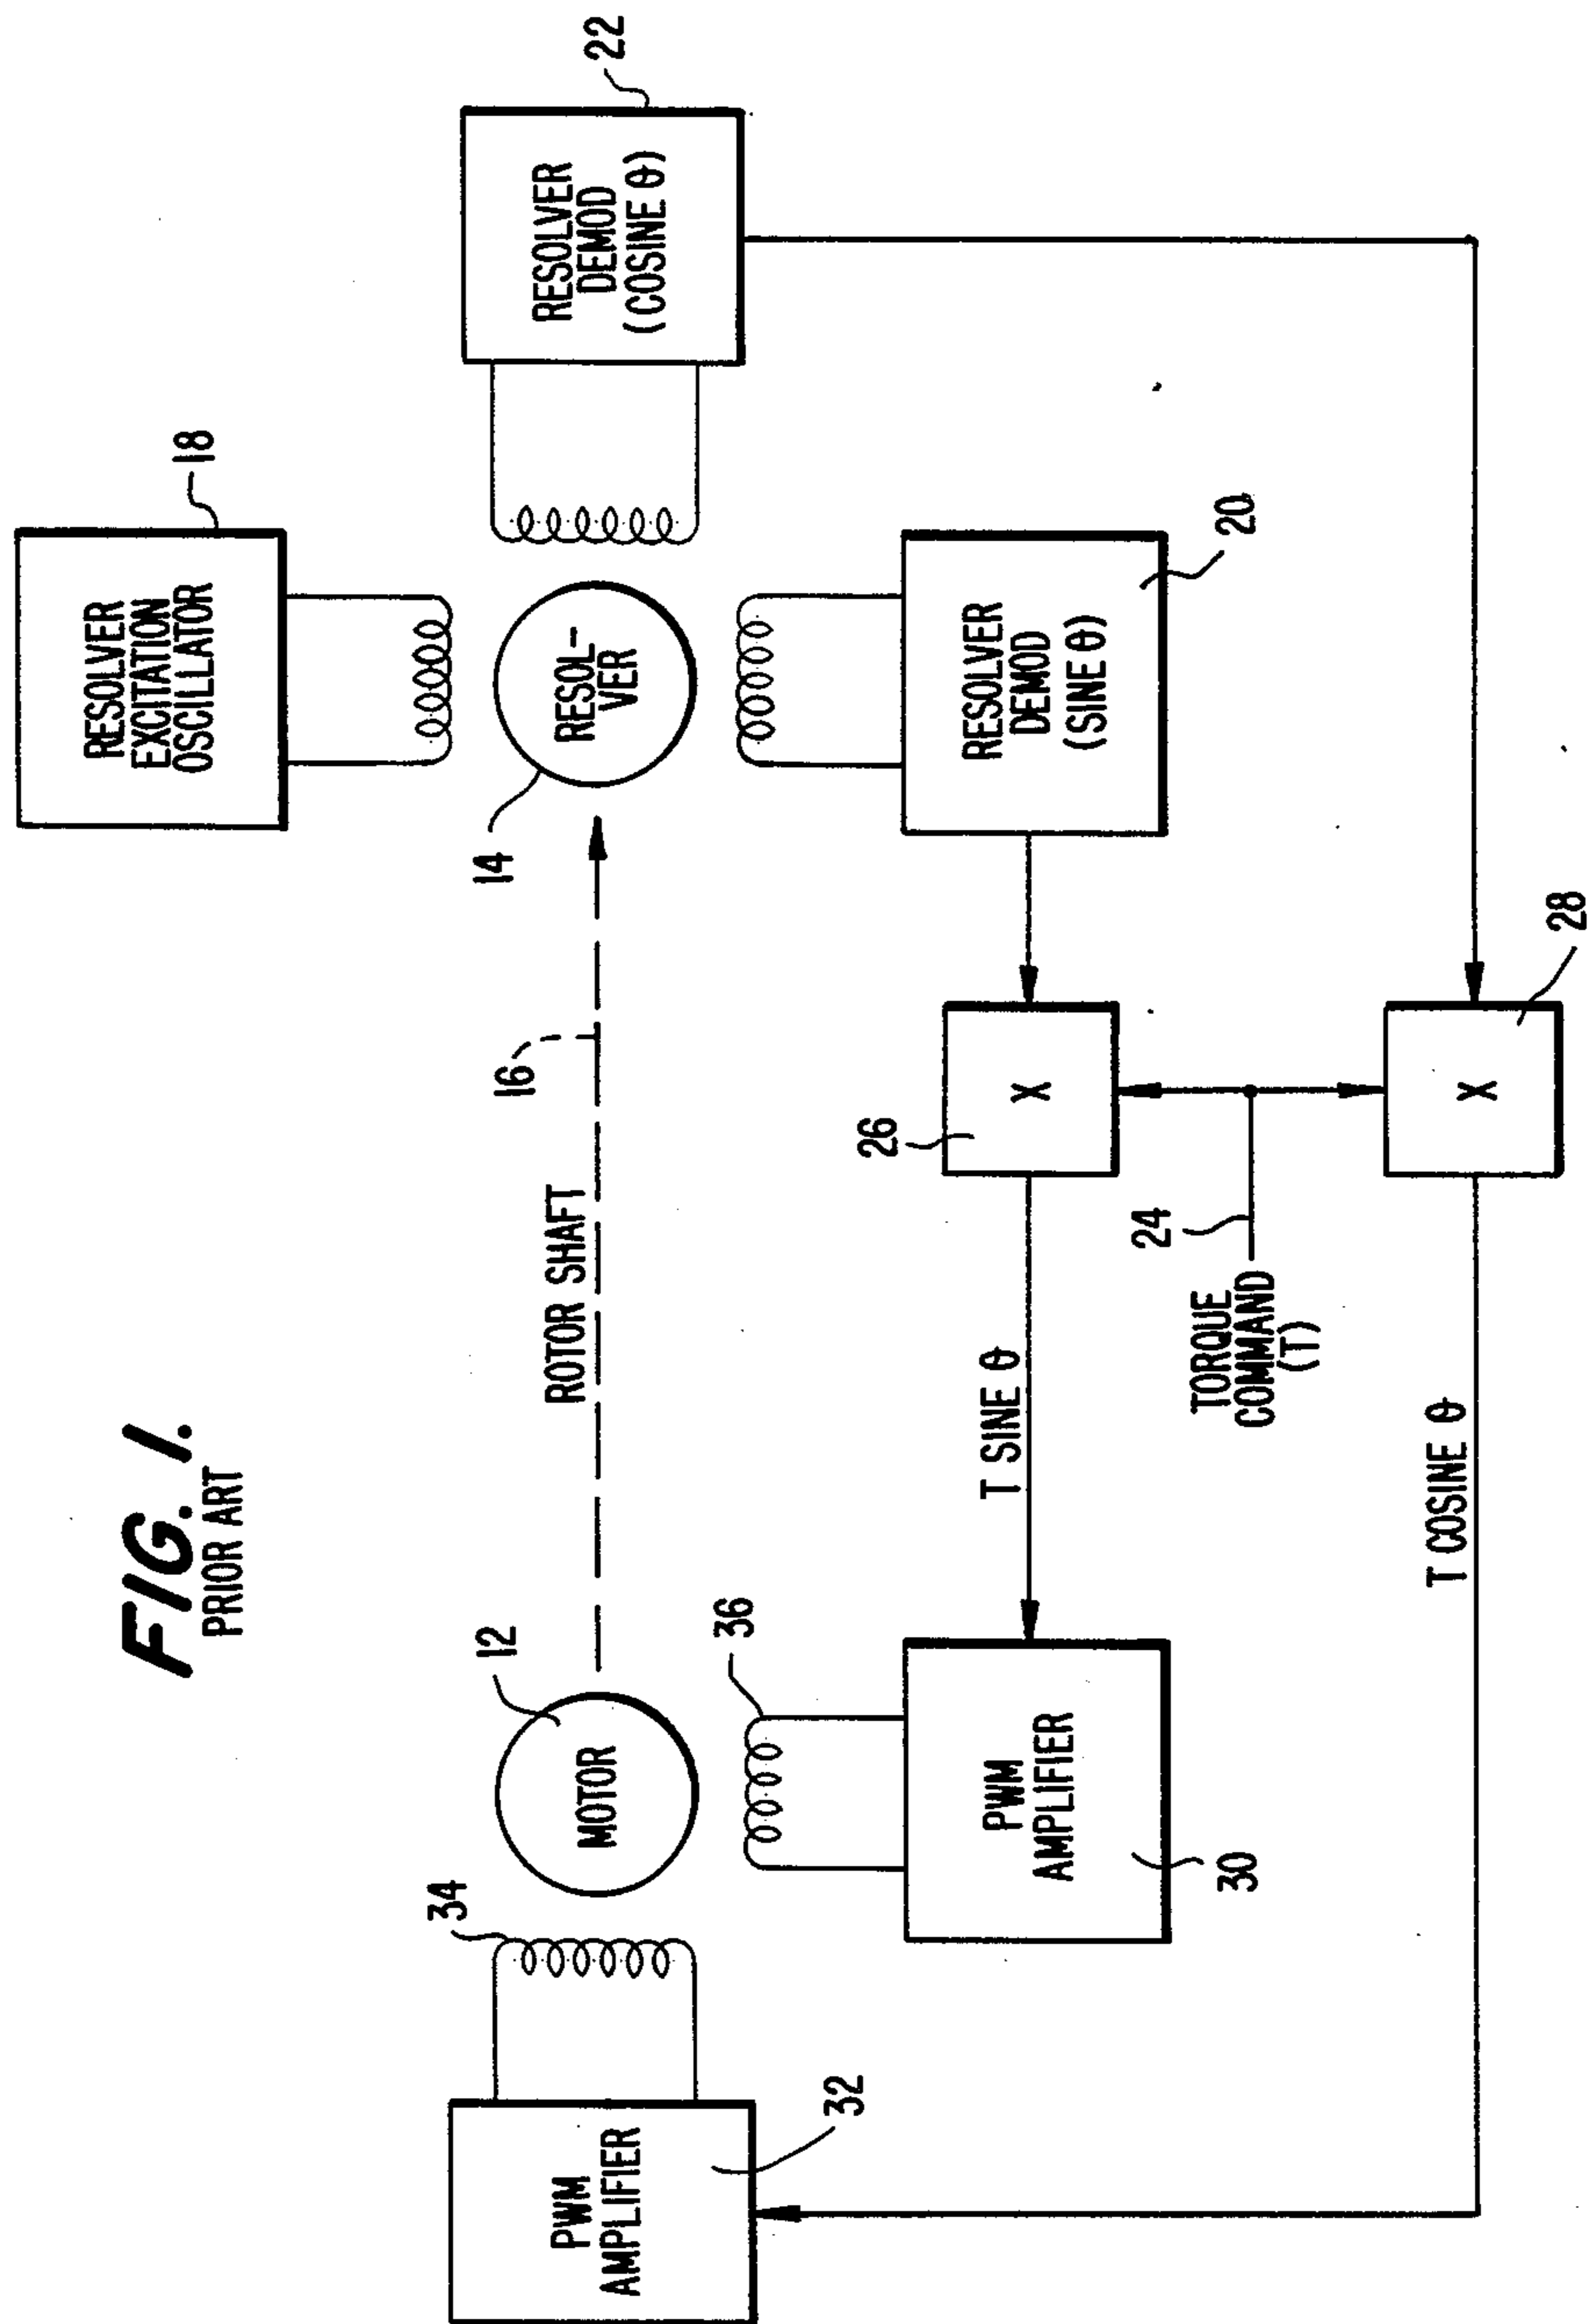 FIG. 1.
PRIOR ART
34
12
ROTOR SHAFT
16
14
18
22
PWM
AMPLIFIER
32
MOTOR
36
RESOL-
VER
RESOLVER
EXCITATION
OSCILLATOR
RESOLVER
DEMOD
(COSINE θ)
PWM
AMPLIFIER
30
T SINE θ
26
X
RESOLVER
DEMOD
(SINE θ)
20
TORQUE
COMMAND
(T)
24
T COSINE θ
X
28